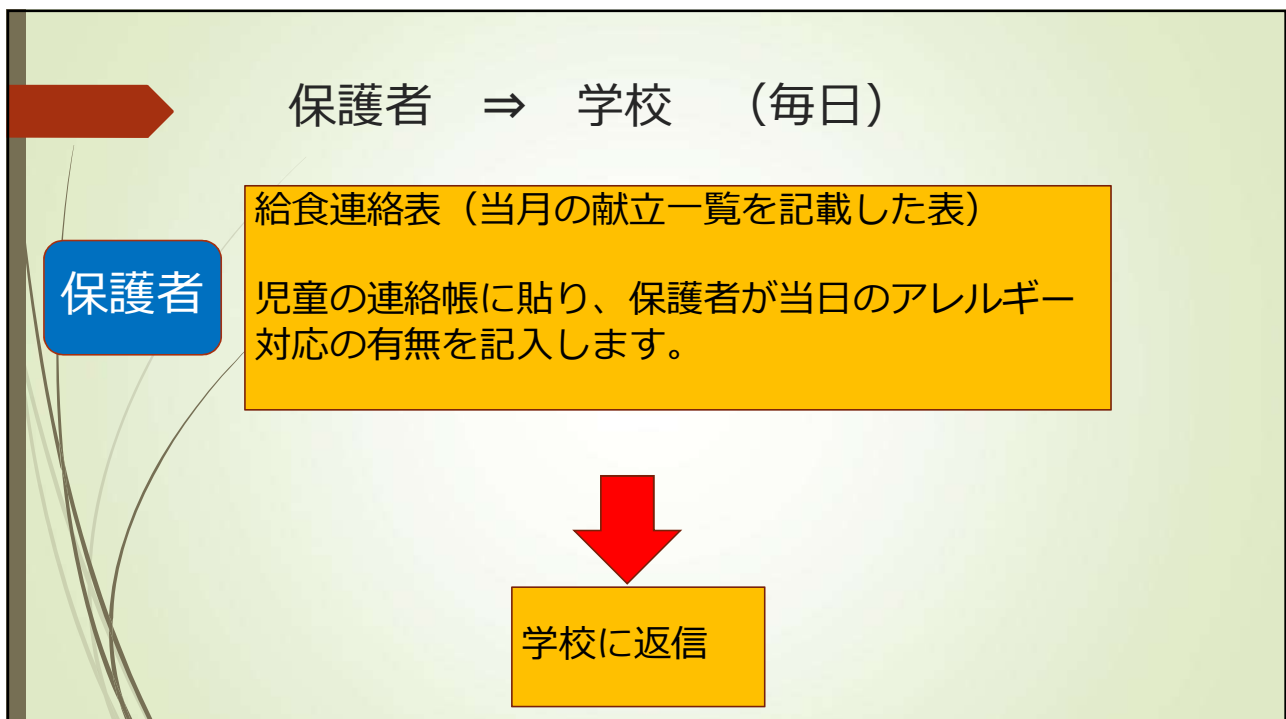 保護者　⇒　学校　（毎日）
給食連絡表（当月の献立一覧を記載した表）
保護者
児童の連絡帳に貼り、保護者が当日のアレルギー
対応の有無を記入します。
学校に返信